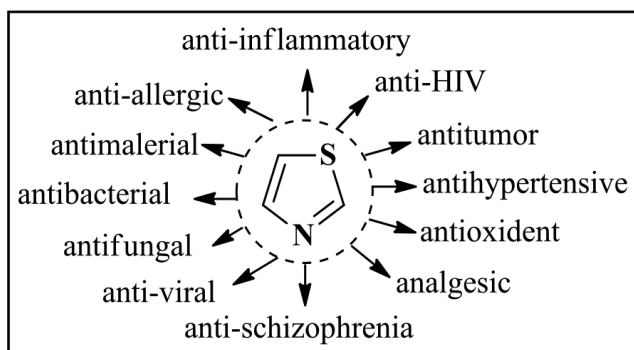 anti-inflammatory
anti-allergic
anti-HIV
antimalerial
antitumor
S
antibacterial
antihypertensive
antifungal
N
antioxident
anti-viral
analgesic
anti-schizophrenia